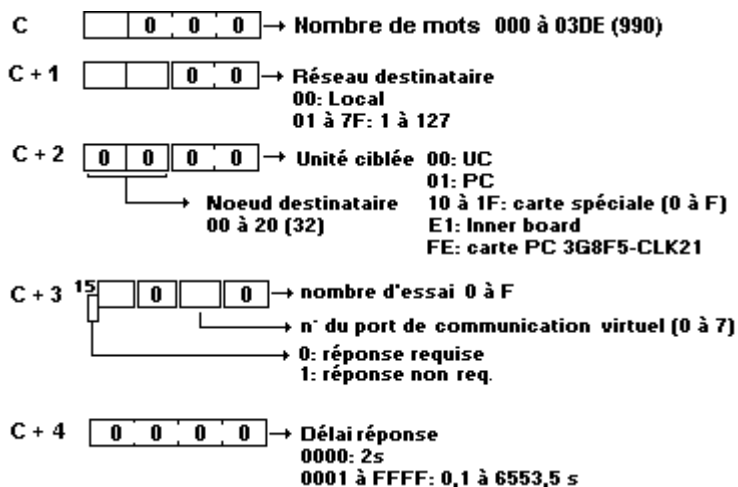 C 0 0 0 Nombre de mots 000 à 03DE (990)
C + 1 0 0 Réseau destinataire
00: Local
01 à 7F: 1 à 127
C + 2 0 0 0 0 Unité ciblée 00: UC
01: PC
Noeud destinataire 10 à 1F: carte spéciale (0 à F)
00 à 20 (32) E1: Inner board
FE: carte PC 3G8F5-CLK21
C + 3 15 0 0 nombre d'essai 0 à F
n° du port de communication virtuel (0 à 7)
0: réponse requise
1: réponse non req.
C + 4 0 0 0 0 Délai réponse
0000: 2s
0001 à FFFF: 0,1 à 6553,5 s